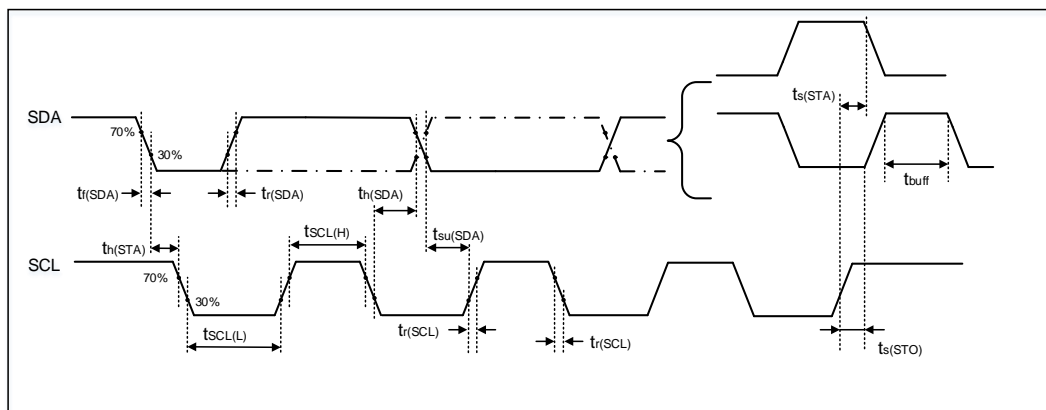 ts(STA)
SDA
70%
30%
tbuff
tf(SDA)
tr(SDA)
th(SDA)
tSCL(H)
tsu(SDA)
th(STA)
SCL
70%
30%
tSCL(L)
tr(SCL)
tr(SCL)
ts(STO)